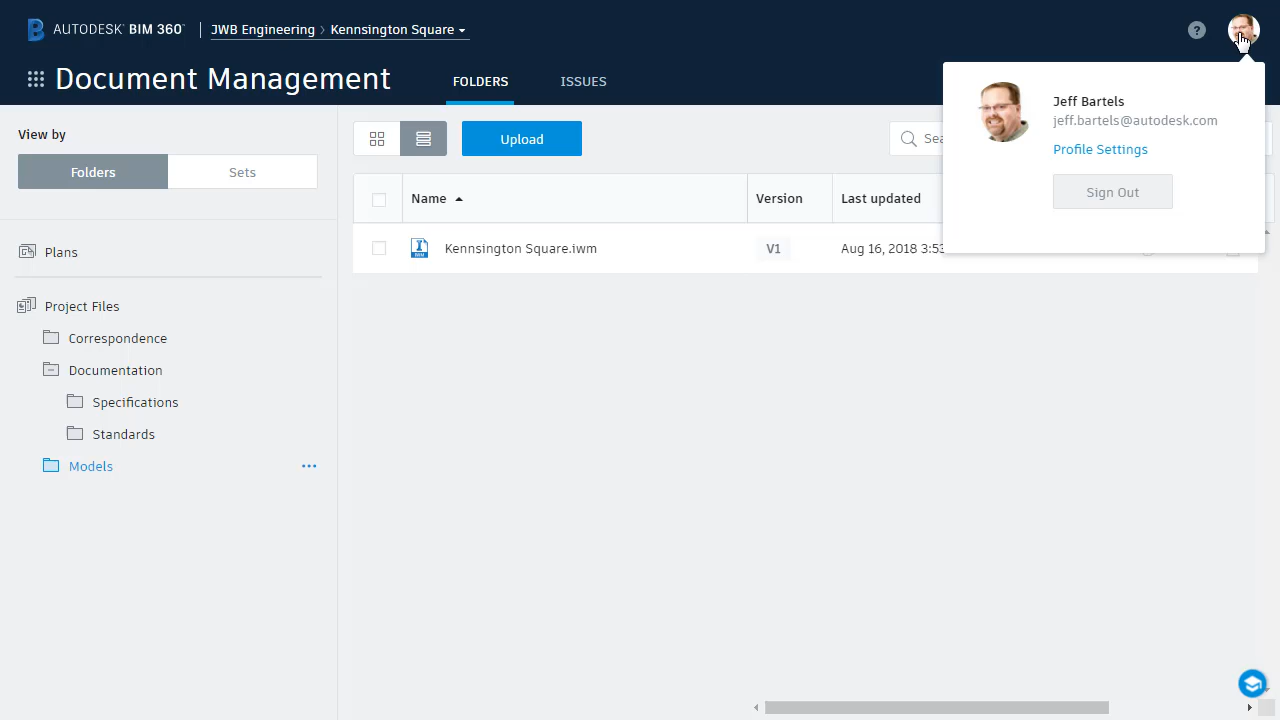 AUTODESK BIM 360 JWB Engineering > Kennsington Square
?
Document Management FOLDERS ISSUES
Jeff Bartels
jeff.bartels@autodesk.com
Profile Settings
Sign Out
View by
Folders Sets
Upload
Sea
Name Version Last updated
Kennsington Square.iwm V1 Aug 16, 2018 3:53
Plans
Project Files
Correspondence
Documentation
Specifications
Standards
Models